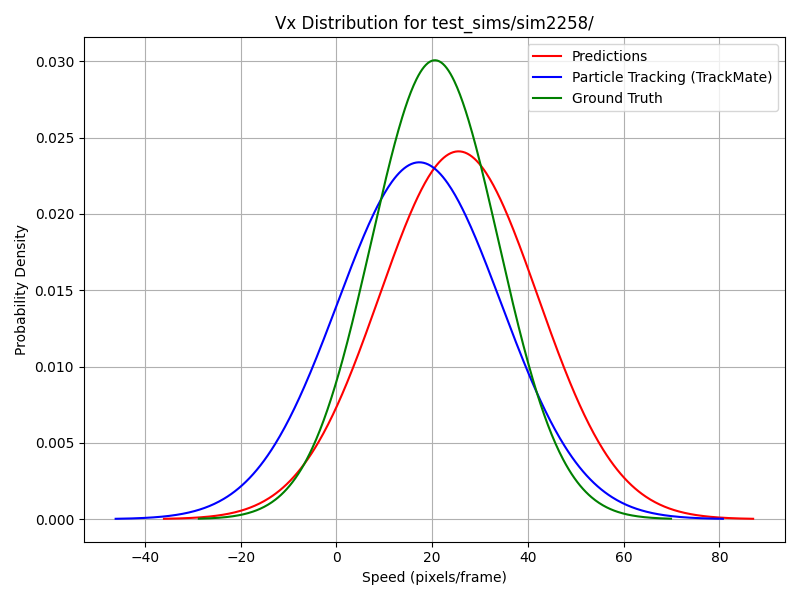 Vx Distribution for test_sims/sim2258/
Predictions
Particle Tracking (TrackMate)
Ground Truth
0.030
0.025
0.020
0.015
0.010
0.005
0.000
Probability Density
−40
−20
0
20
40
60
80
Speed (pixels/frame)